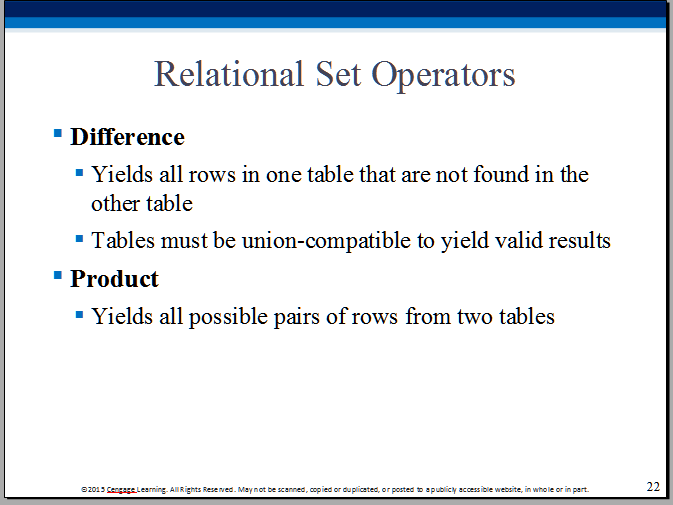 Relational Set Operators
▪ Difference
▪ Yields all rows in one table that are not found in the
other table
▪ Tables must be union-compatible to yield valid results
▪ Product
▪ Yields all possible pairs of rows from two tables
©2015 Cengage Learning. All Rights Reserved. May not be scanned, copied or duplicated, or posted to a publicly accessible website, in whole or in part.
22